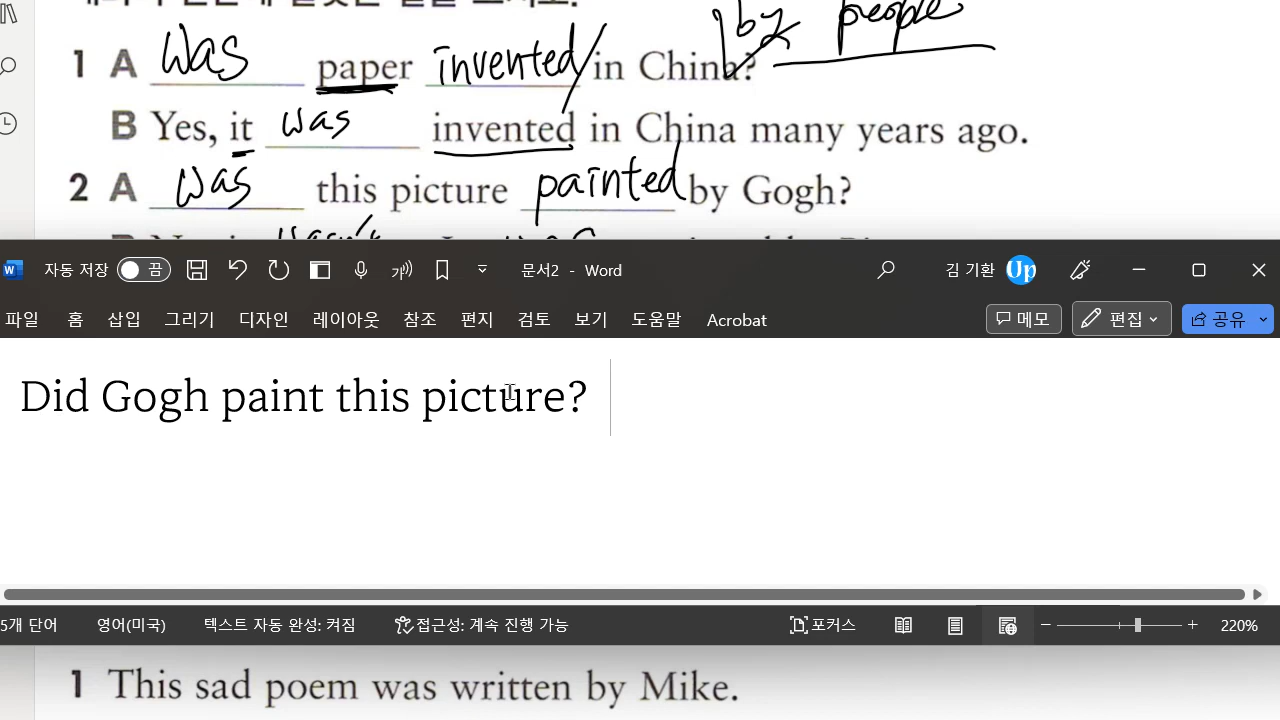 by people
1 A Was paper invented in China?
B Yes, it was invented in China many years ago.
2 A Was this picture painted by Gogh?
자동 저장 끔 가)) 문서2 - Word 김 기환 Up
파일 홈 삽입 그리기 디자인 레이아웃 참조 편지 검토 보기 도움말 Acrobat 메모 편집 공유
Did Gogh paint this picture?
5개 단어 영어(미국) 텍스트 자동 완성: 켜짐 접근성: 계속 진행 가능 포커스 220%
1 This sad poem was written by Mike.